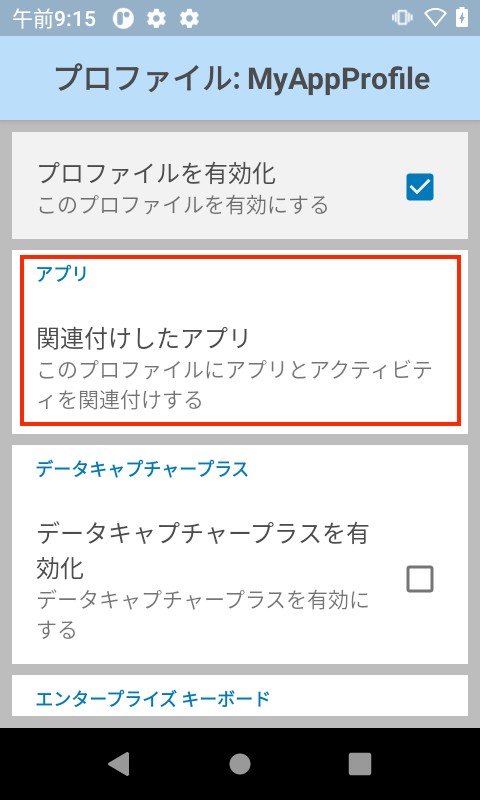 午前9:15
プロファイル: MyAppProfile
プロファイルを有効化
このプロファイルを有効にする
アプリ
関連付けしたアプリ
このプロファイルにアプリとアクティビテ
ィを関連付けする
データキャプチャープラス
データキャプチャープラスを有
効化
データキャプチャープラスを有効に
する
エンタープライズ キーボード